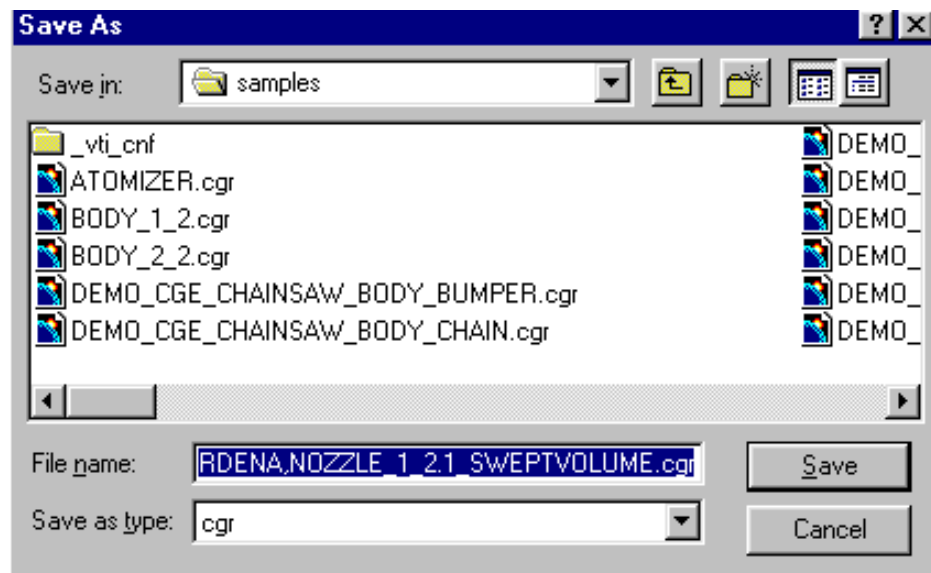 Save As
Save in: samples
_vti_cnf
ATOMIZER.cgr
BODY_1_2.cgr
BODY_2_2.cgr
DEMO_CGE_CHAINSAW_BODY_BUMPER.cgr
DEMO_CGE_CHAINSAW_BODY_CHAIN.cgr
DEMO_
DEMO_
DEMO_
DEMO_
DEMO_
DEMO_
File name: RDENA,NOZZLE_1_2.1_SWEPTVOLUME.cgr
Save
Save as type: cgr
Cancel